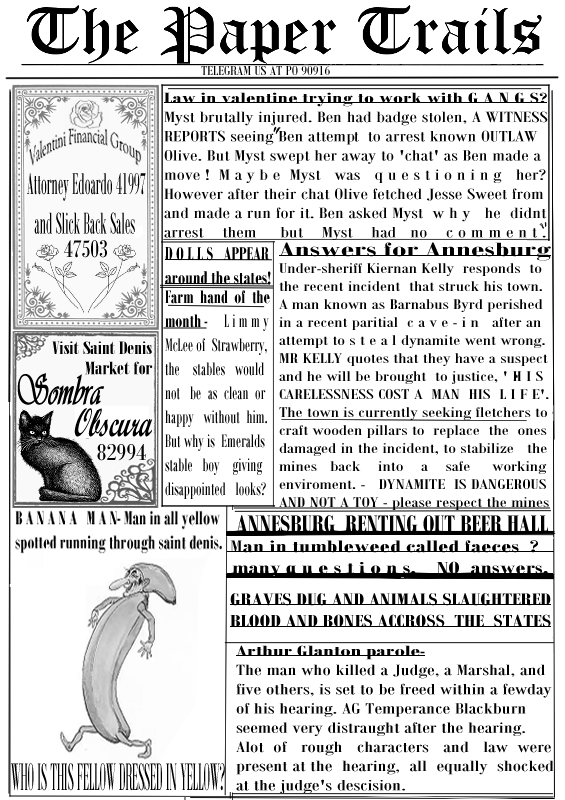 The Paper Trails
TELEGRAM US AT PO 90916
Valentini Financial Group
Attorney Edoardo 41997
and Slick Back Sales
47503
Visit Saint Denis
Market for
Sombra
Obscura
82994
Law in valentine trying to work with G A N G S?
Myst brutally injured. Ben had badge stolen, A WITNESS
REPORTS seeing"Ben attempt to arrest known OUTLAW
Olive. But Myst swept her away to 'chat' as Ben made a
move! Maybe Myst was questioning her?
However after their chat Olive fetched Jesse Sweet from
and made a run for it. Ben asked Myst why he didnt
arrest them but Myst had no comment."
DOLLS APPEAR
around the states!
Farm hand of the
month- Limmy
McLee of Strawberry,
the stables would
not be as clean or
happy without him.
But why is Emeralds
stable boy giving
disappointed looks?
Answers for Annesburg
Under-sheriff Kiernan Kelly responds to
the recent incident that struck his town.
A man known as Barnabus Byrd perished
in a recent paritial cave-in after an
attempt to steal dynamite went wrong.
MR KELLY quotes that they have a suspect
and he will be brought to justice, 'HIS
CARELESSNESS COST A MAN HIS LIFE'.
The town is currently seeking fletchers to
craft wooden pillars to replace the ones
damaged in the incident, to stabilize the
mines back into a safe working
enviroment. - DYNAMITE IS DANGEROUS
AND NOT A TOY - please respect the mines
BANANA MAN- Man in all yellow
spotted running through saint denis.
WHO IS THIS FELLOW DRESSED IN YELLOW?
ANNESBURG RENTING OUT BEER HALL
Man in tumbleweed called faeces ?
many questions. NO answers.
GRAVES DUG AND ANIMALS SLAUGHTERED
BLOOD AND BONES ACCROSS THE STATES
Arthur Glanton parole-
The man who killed a Judge, a Marshal, and
five others, is set to be freed within a fewday
of his hearing. AG Temperance Blackburn
seemed very distraught after the hearing.
Alot of rough characters and law were
present at the hearing, all equally shocked
at the judge's descision.